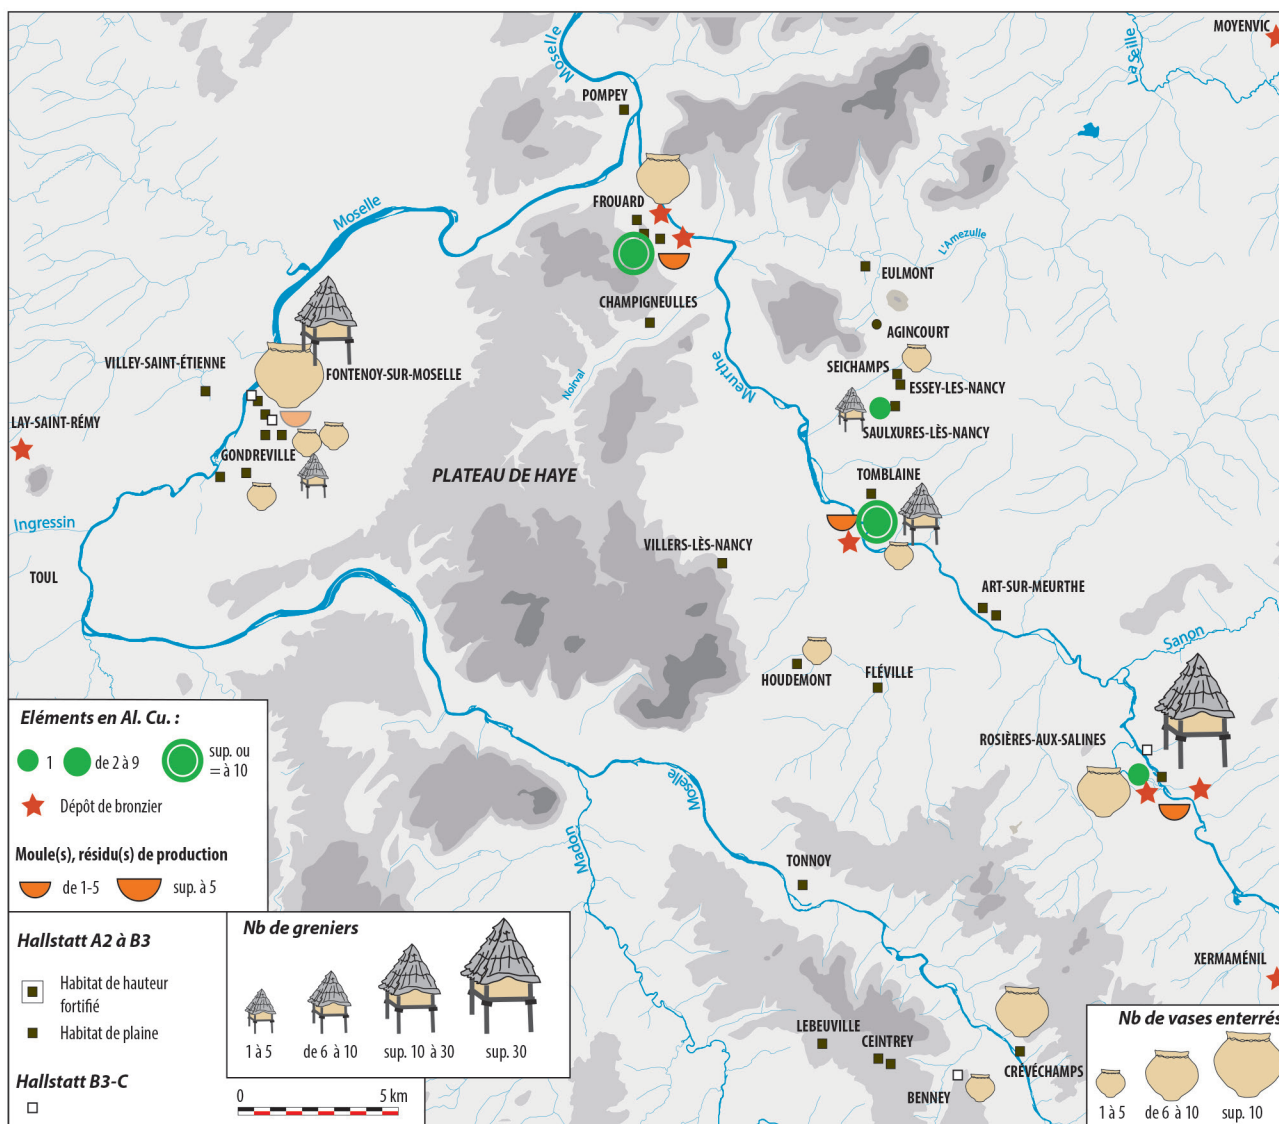 MOYENVIC
La Seille
Moselle
POMPEY
FROUARD
Moselle
L'Amezulle
EULMONT
CHAMPIGNEULLES
AGINCOURT
Meurthe
SEICHAMPS
VILLEY-SAINT-ÉTIENNE
FONTENOY-SUR-MOSELLE
Noirval
ESSEY-LES-NANCY
LAY-SAINT-RÉMY
SAULXURES-LÈS-NANCY
GONDREVILLE
PLATEAU DE HAYE
TOMBLAINE
Ingressin
VILLERS-LÈS-NANCY
TOUL
ART-SUR-MEURTHE
Sanon
HOUDEMONT
FLÉVILLE
ROSIÈRES-AUX-SALINES
Moselle
Madon
TONNOY
XERMAMÉNIL
LEBEUVILLE
CEINTREY
CRÉVÉCHAMPS
BENNEY
Eléments en Al. Cu. :
1
de 2 à 9
sup. ou
= à 10
Dépôt de bronzier
Moule(s), résidu(s) de production
de 1-5
sup. à 5
Hallstatt A2 à B3
Habitat de hauteur
fortifié
Habitat de plaine
Hallstatt B3-C
Nb de greniers
1 à 5
de 6 à 10
sup. 10 à 30
sup. 30
0
5 km
Nb de vases enterrés
1 à 5
de 6 à 10
sup. 10